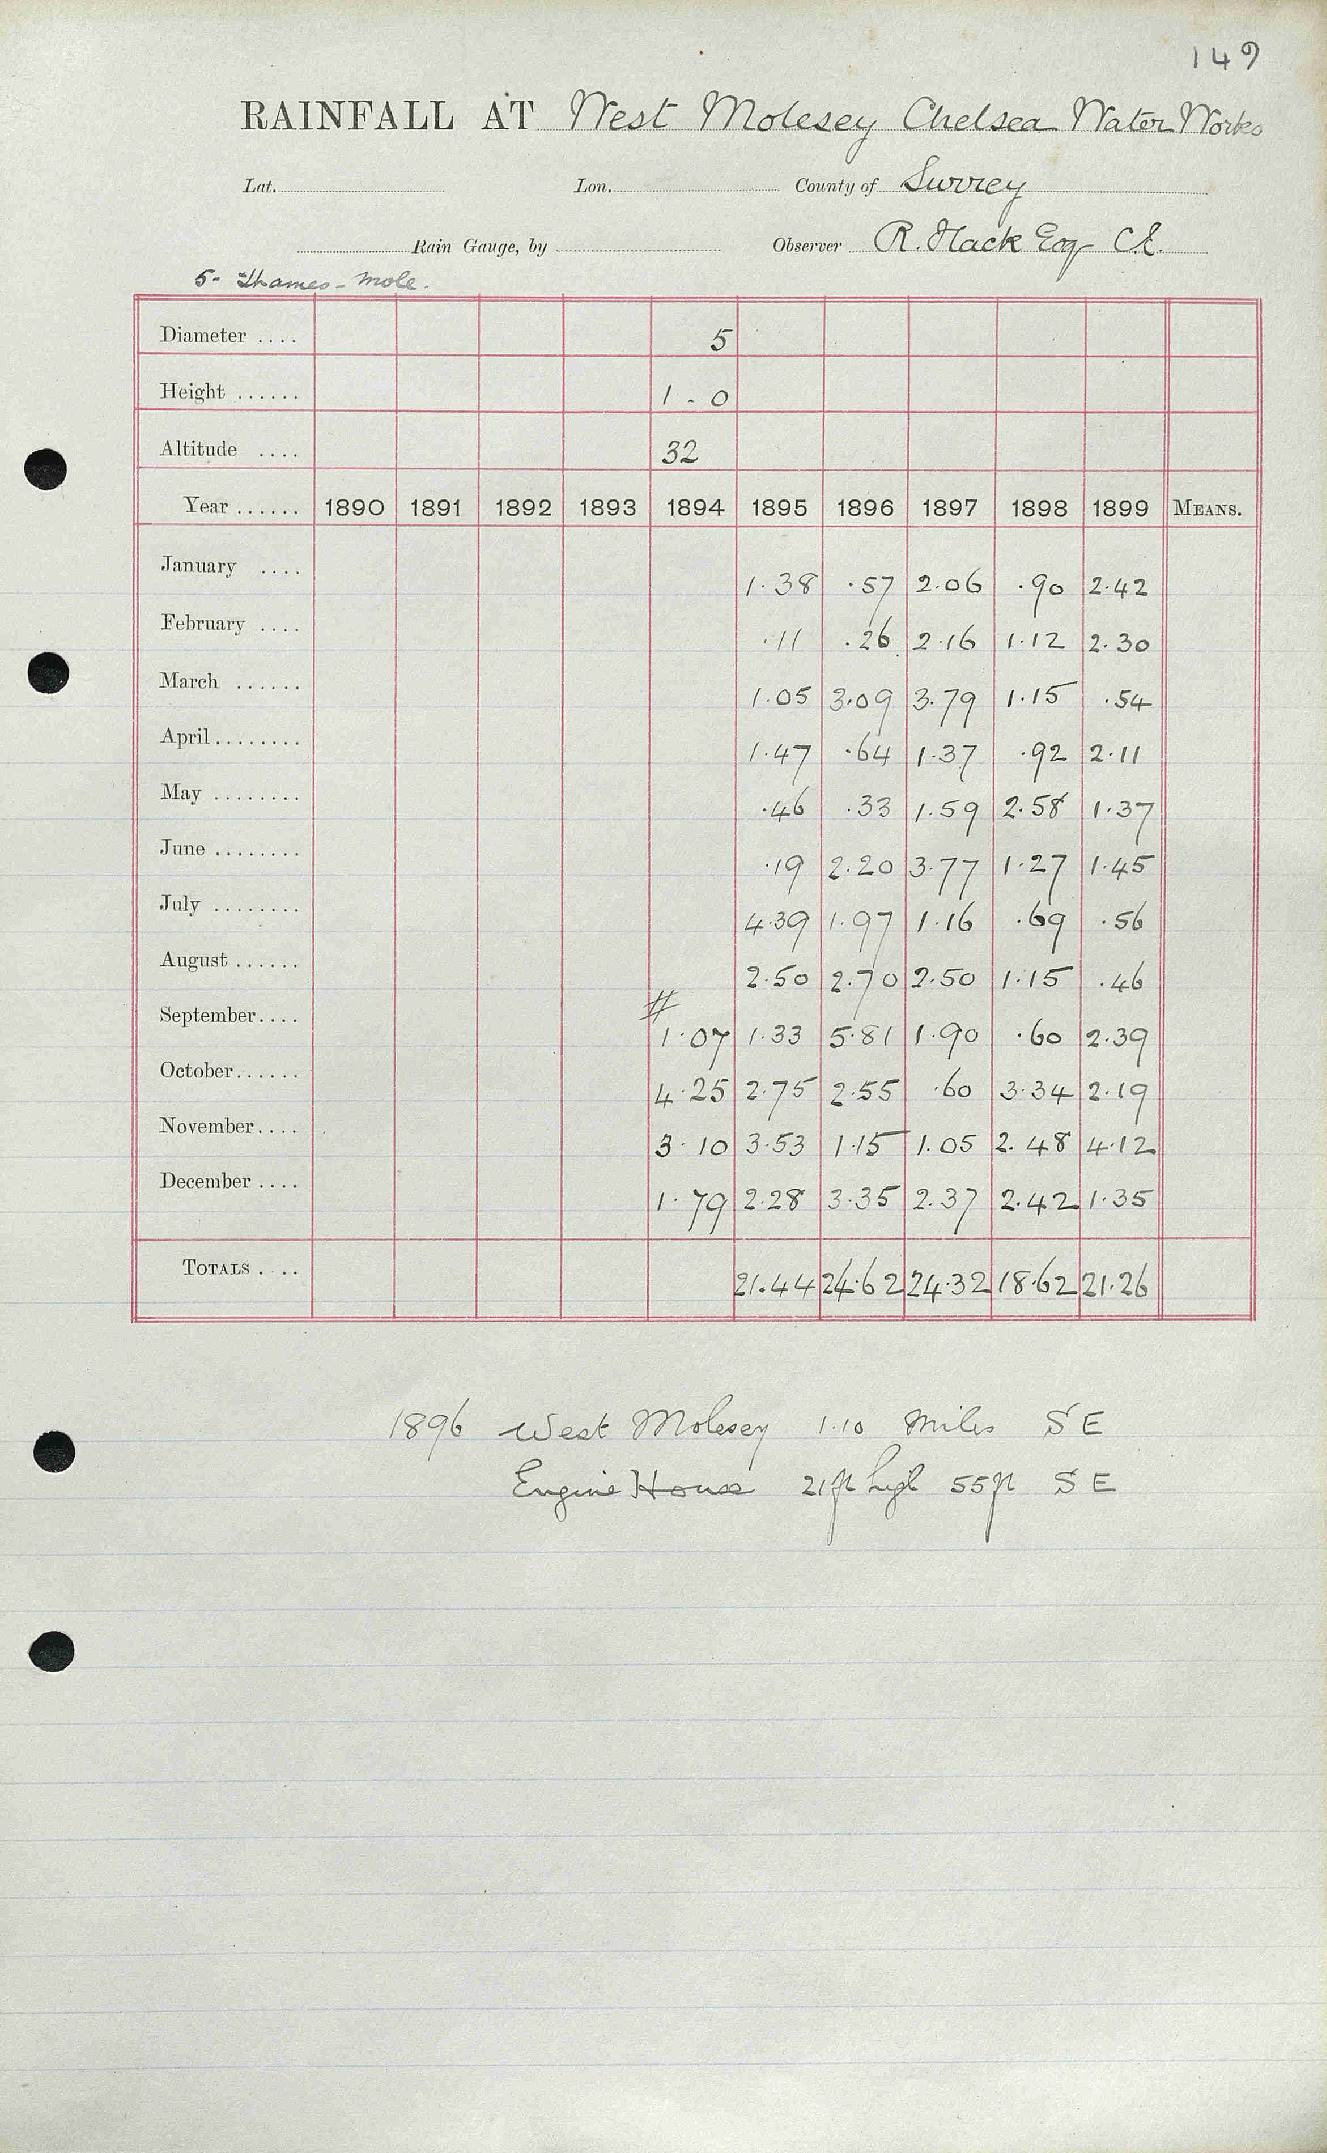 149
RAINFALL AT West Molesey Chelsea Water Works
Lat. Lon. County of Surrey
Rain Gauge, by Observer R. Hack Esq C.E.
5 - Thames - Mole.
Diameter .... 5
Height ...... 1 - 0
Altitude .... 32
Year ...... 1890 1891 1892 1893 1894 1895 1896 1897 1898 1899 MEANS.
January .... 1.38 .57 2.06 .90 2.42
February .... .11 .26 2.16 1.12 2.30
March ...... 1.05 3.09 3.79 1.15 .54
April........ 1.47 .64 1.37 .92 2.11
May ........ .46 .33 1.59 2.58 1.37
June ........ .19 2.20 3.77 1.27 1.45
July ........ 4.39 1.97 1.16 .69 .56
August ...... 2.50 2.70 2.50 1.15 .46
#
September.... 1.07 1.33 5.81 1.90 .60 2.39
October...... 4.25 2.75 2.55 .60 3.34 2.19
November.... 3.10 3.53 1.15 1.05 2.48 4.12
December .... 1.79 2.28 3.35 2.37 2.42 1.35
TOTALS .... 21.44 24.62 24.32 18.62 21.26
1896 West Molesey 1.10 Miles S E
Engine House 21ft high 55ft S E